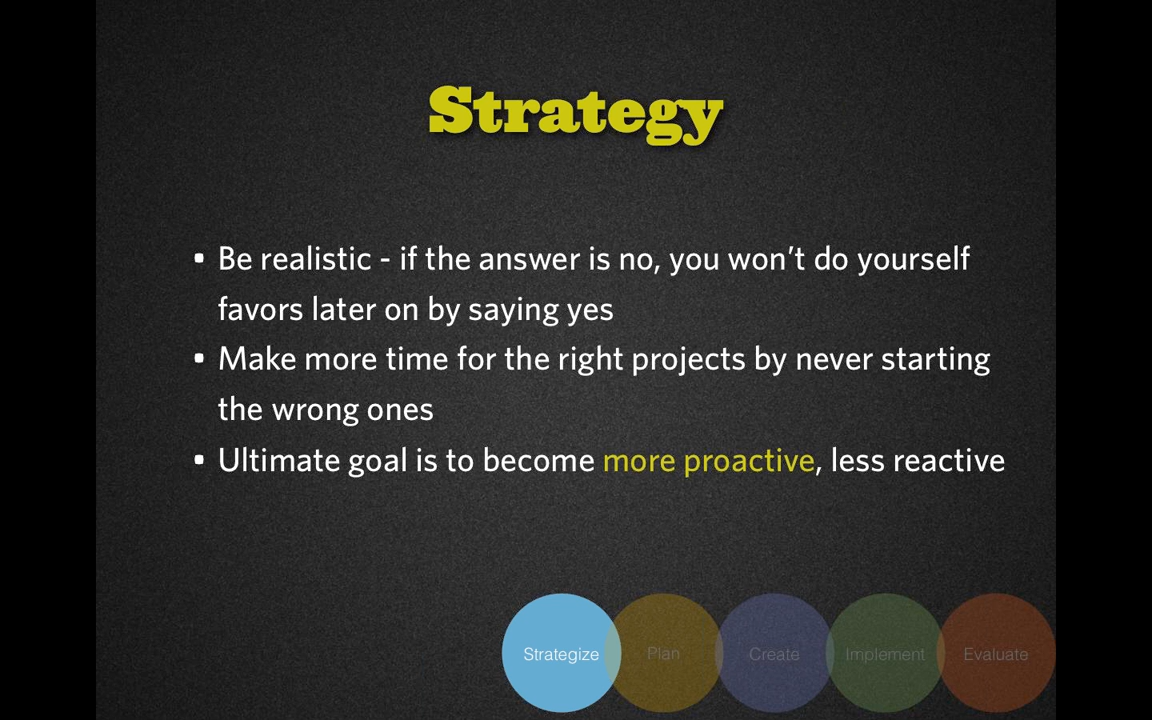 Strategy
• Be realistic - if the answer is no, you won’t do yourself
favors later on by saying yes
• Make more time for the right projects by never starting
the wrong ones
• Ultimate goal is to become more proactive, less reactive
Strategize Plan Create Implement Evaluate